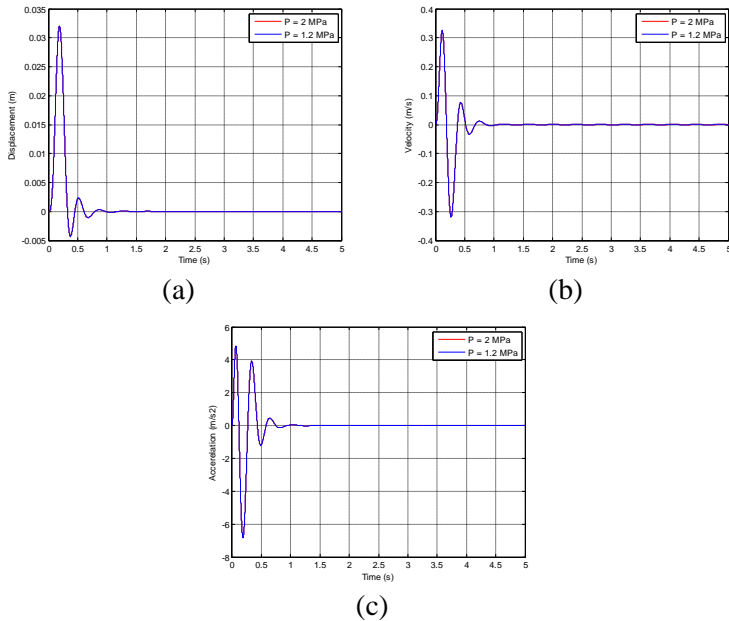 0.035
0.03
0.025
0.02
0.015
0.01
0.005
0
-0.005
Displacement (m)
P = 2 MPa
P = 1.2 MPa
0 0.5 1 1.5 2 2.5 3 3.5 4 4.5 5
Time (s)
(a)
0.4
0.3
0.2
0.1
0
-0.1
-0.2
-0.3
-0.4
Velocity (m/s)
P = 2 MPa
P = 1.2 MPa
0 0.5 1 1.5 2 2.5 3 3.5 4 4.5 5
Time (s)
(b)
6
4
2
0
-2
-4
-6
-8
Accerelation (m/s2)
P = 2 MPa
P = 1.2 MPa
0 0.5 1 1.5 2 2.5 3 3.5 4 4.5 5
Time (s)
(c)